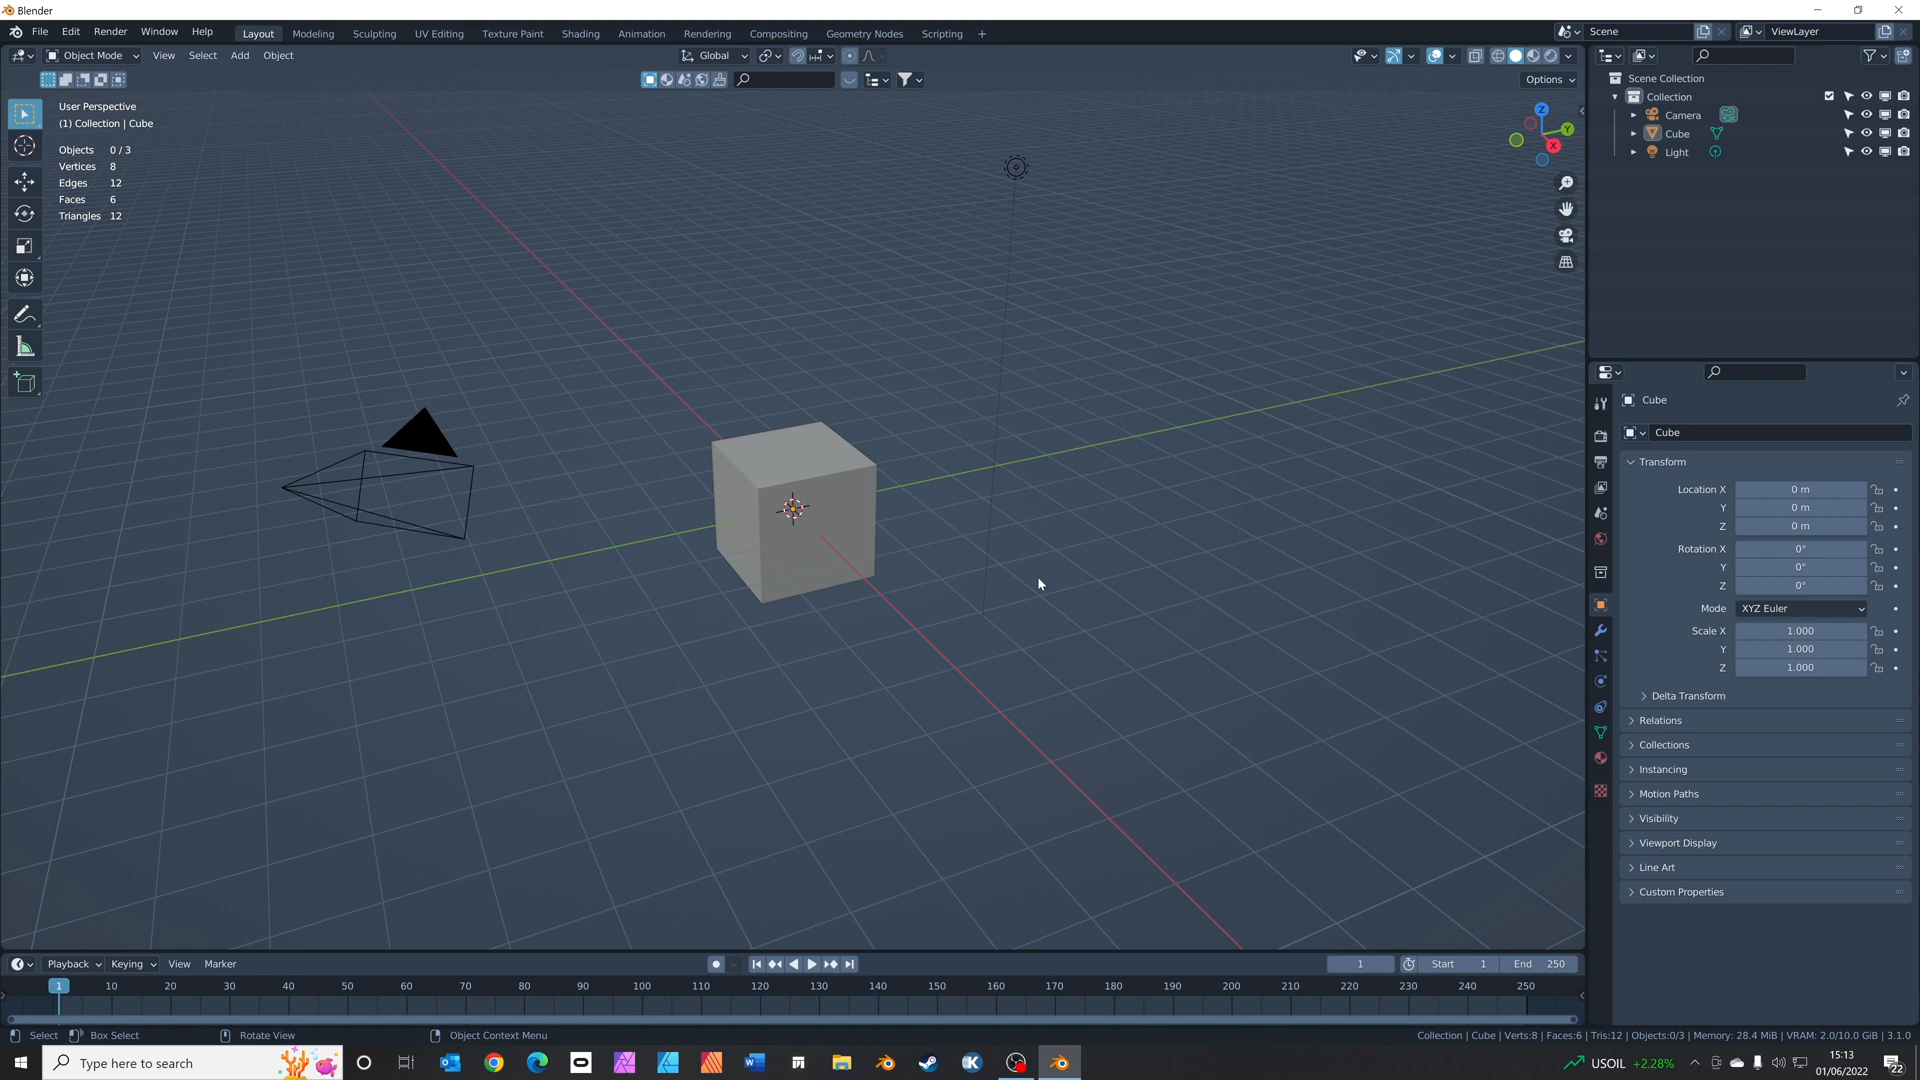 Blender
File Edit Render Window Help Layout Modeling Sculpting UV Editing Texture Paint Shading Animation Rendering Compositing Geometry Nodes Scripting + Scene ViewLayer
Object Mode View Select Add Object Global
Options
User Perspective
(1) Collection | Cube
Objects 0 / 3
Vertices 8
Edges 12
Faces 6
Triangles 12
Z
Y
X
Scene Collection
Collection
Camera
Cube
Light
Cube
Cube
Transform
Location X 0 m
Y 0 m
Z 0 m
Rotation X 0°
Y 0°
Z 0°
Mode XYZ Euler
Scale X 1.000
Y 1.000
Z 1.000
Delta Transform
Relations
Collections
Instancing
Motion Paths
Visibility
Viewport Display
Line Art
Custom Properties
Playback Keying View Marker 1 Start 1 End 250
1 10 20 30 40 50 60 70 80 90 100 110 120 130 140 150 160 170 180 190 200 210 220 230 240 250
Select Box Select Rotate View Object Context Menu Collection | Cube | Verts:8 | Faces:6 | Tris:12 | Objects:0/3 | Memory: 28.4 MiB | VRAM: 2.0/10.0 GiB | 3.1.0
Type here to search USOIL +2.28% 15:13
01/06/2022
22